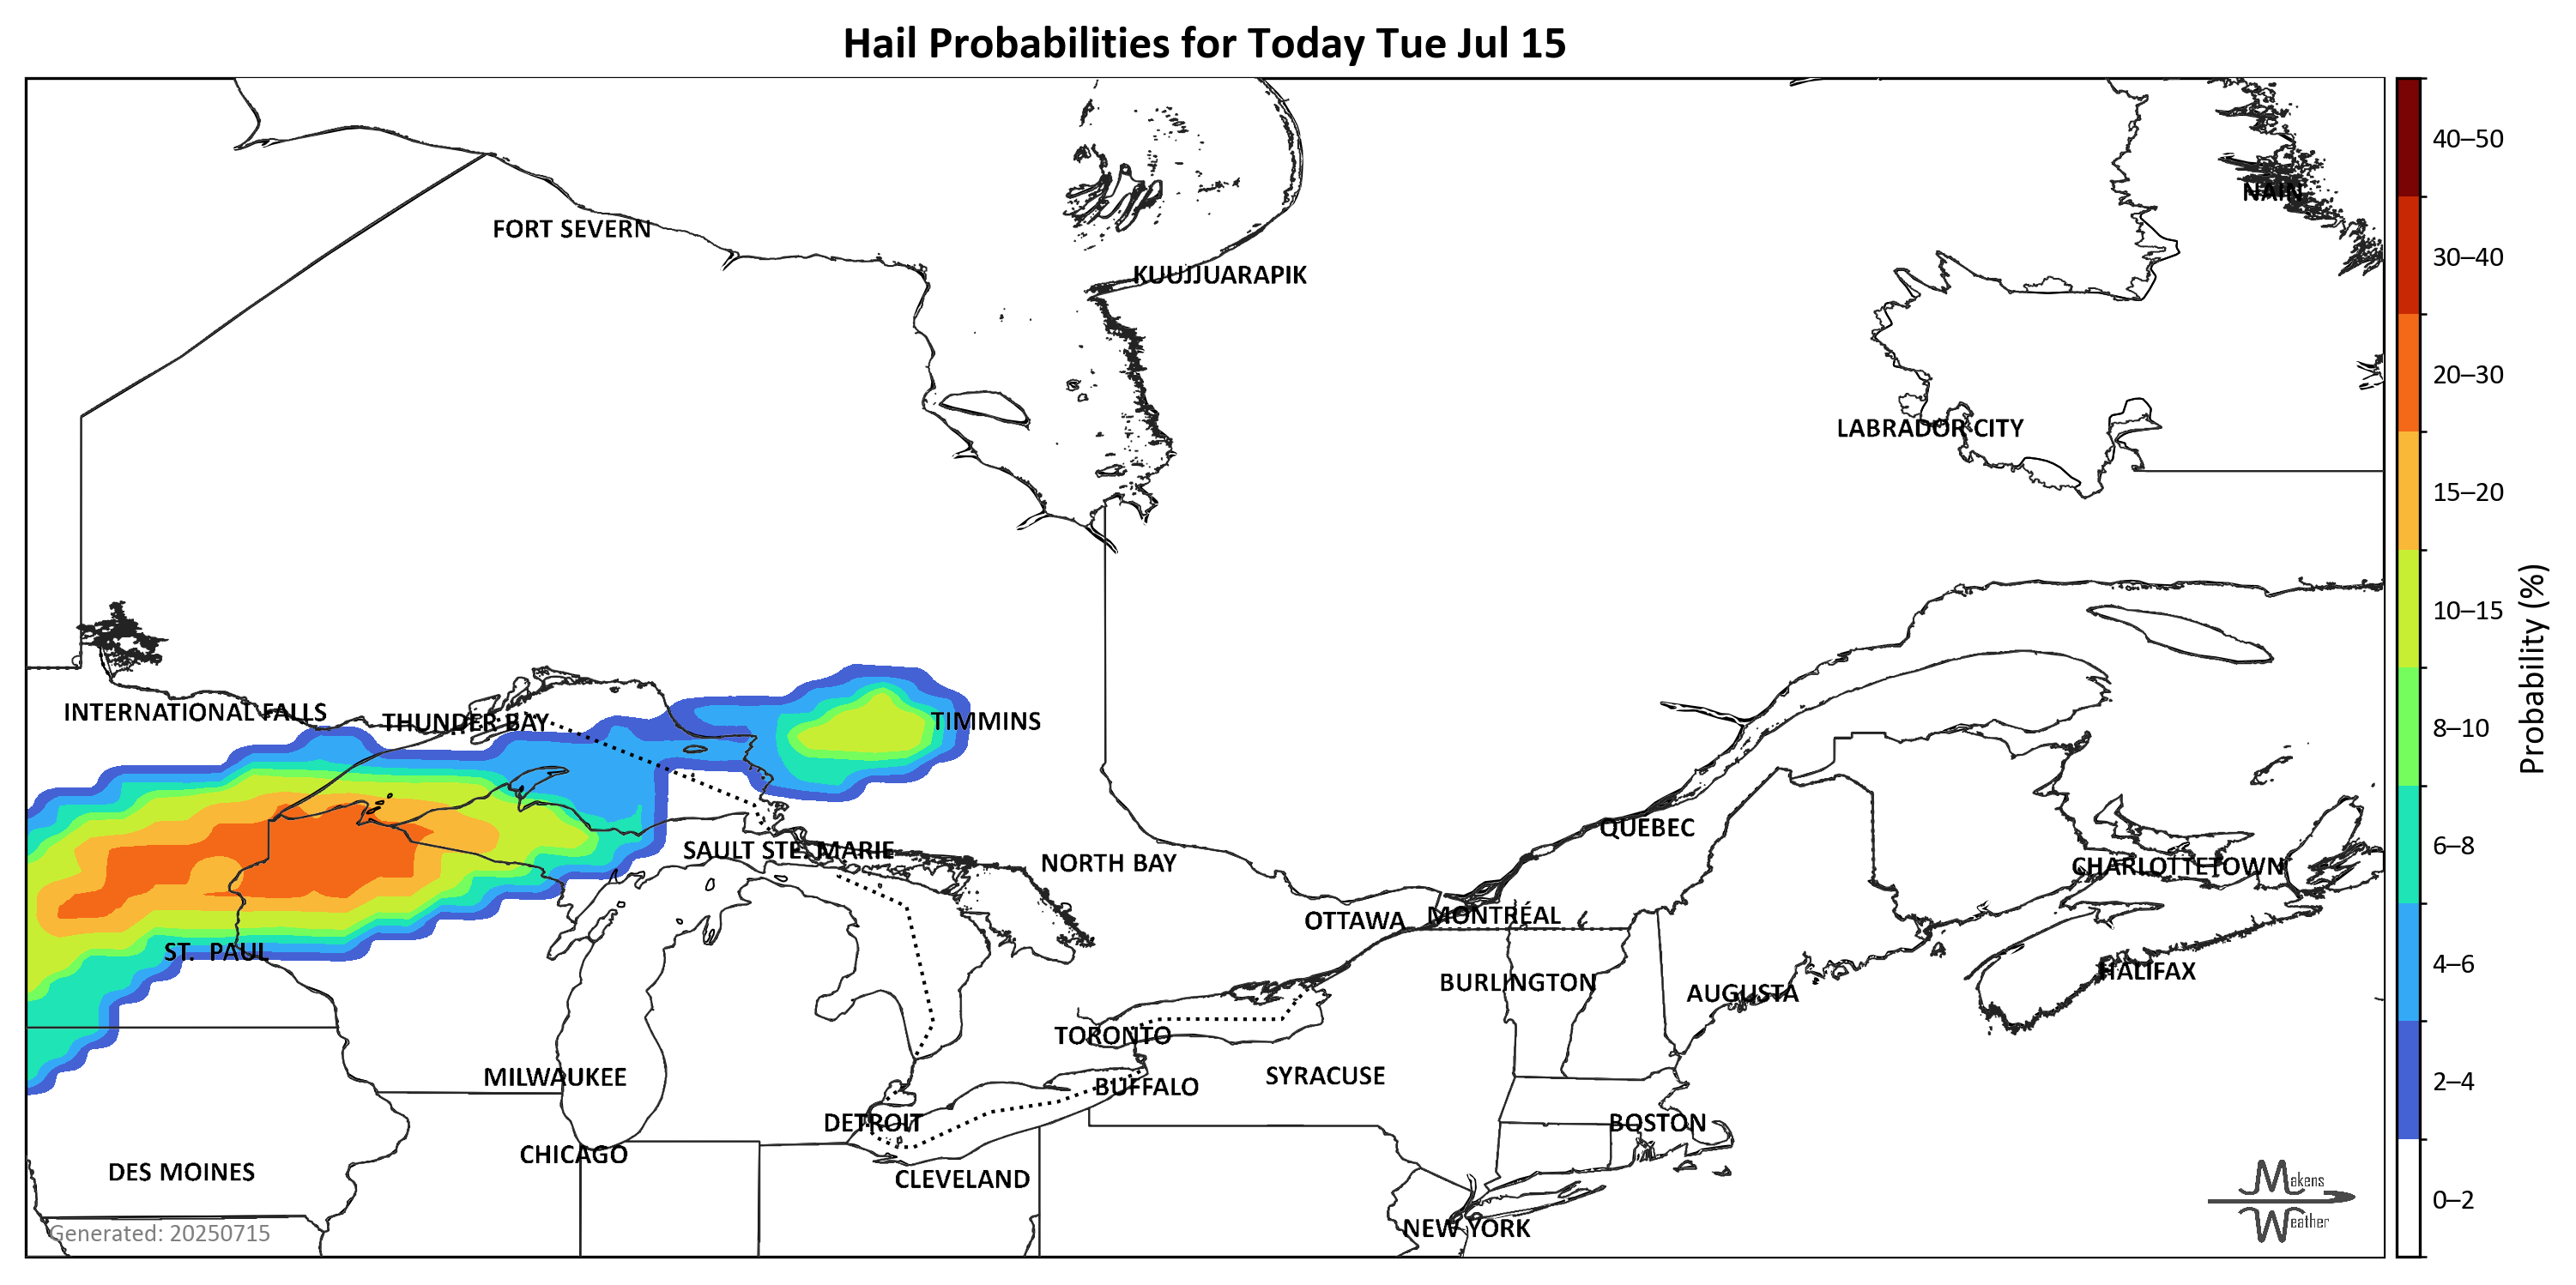 Hail Probabilities for Today Tue Jul 15
NAIN
FORT SEVERN
KUUJJUARAPIK
LABRADOR CITY
INTERNATIONAL FALLS
THUNDER BAY
TIMMINS
QUEBEC
SAULT STE. MARIE
NORTH BAY
CHARLOTTETOWN
OTTAWA
MONTRÉAL
ST. PAUL
HALIFAX
BURLINGTON
AUGUSTA
TORONTO
MILWAUKEE
SYRACUSE
BUFFALO
DETROIT
BOSTON
CHICAGO
DES MOINES
CLEVELAND
NEW YORK
Generated: 20250715
Makens
Weather
40–50
30–40
20–30
15–20
10–15
8–10
6–8
4–6
2–4
0–2
Probability (%)